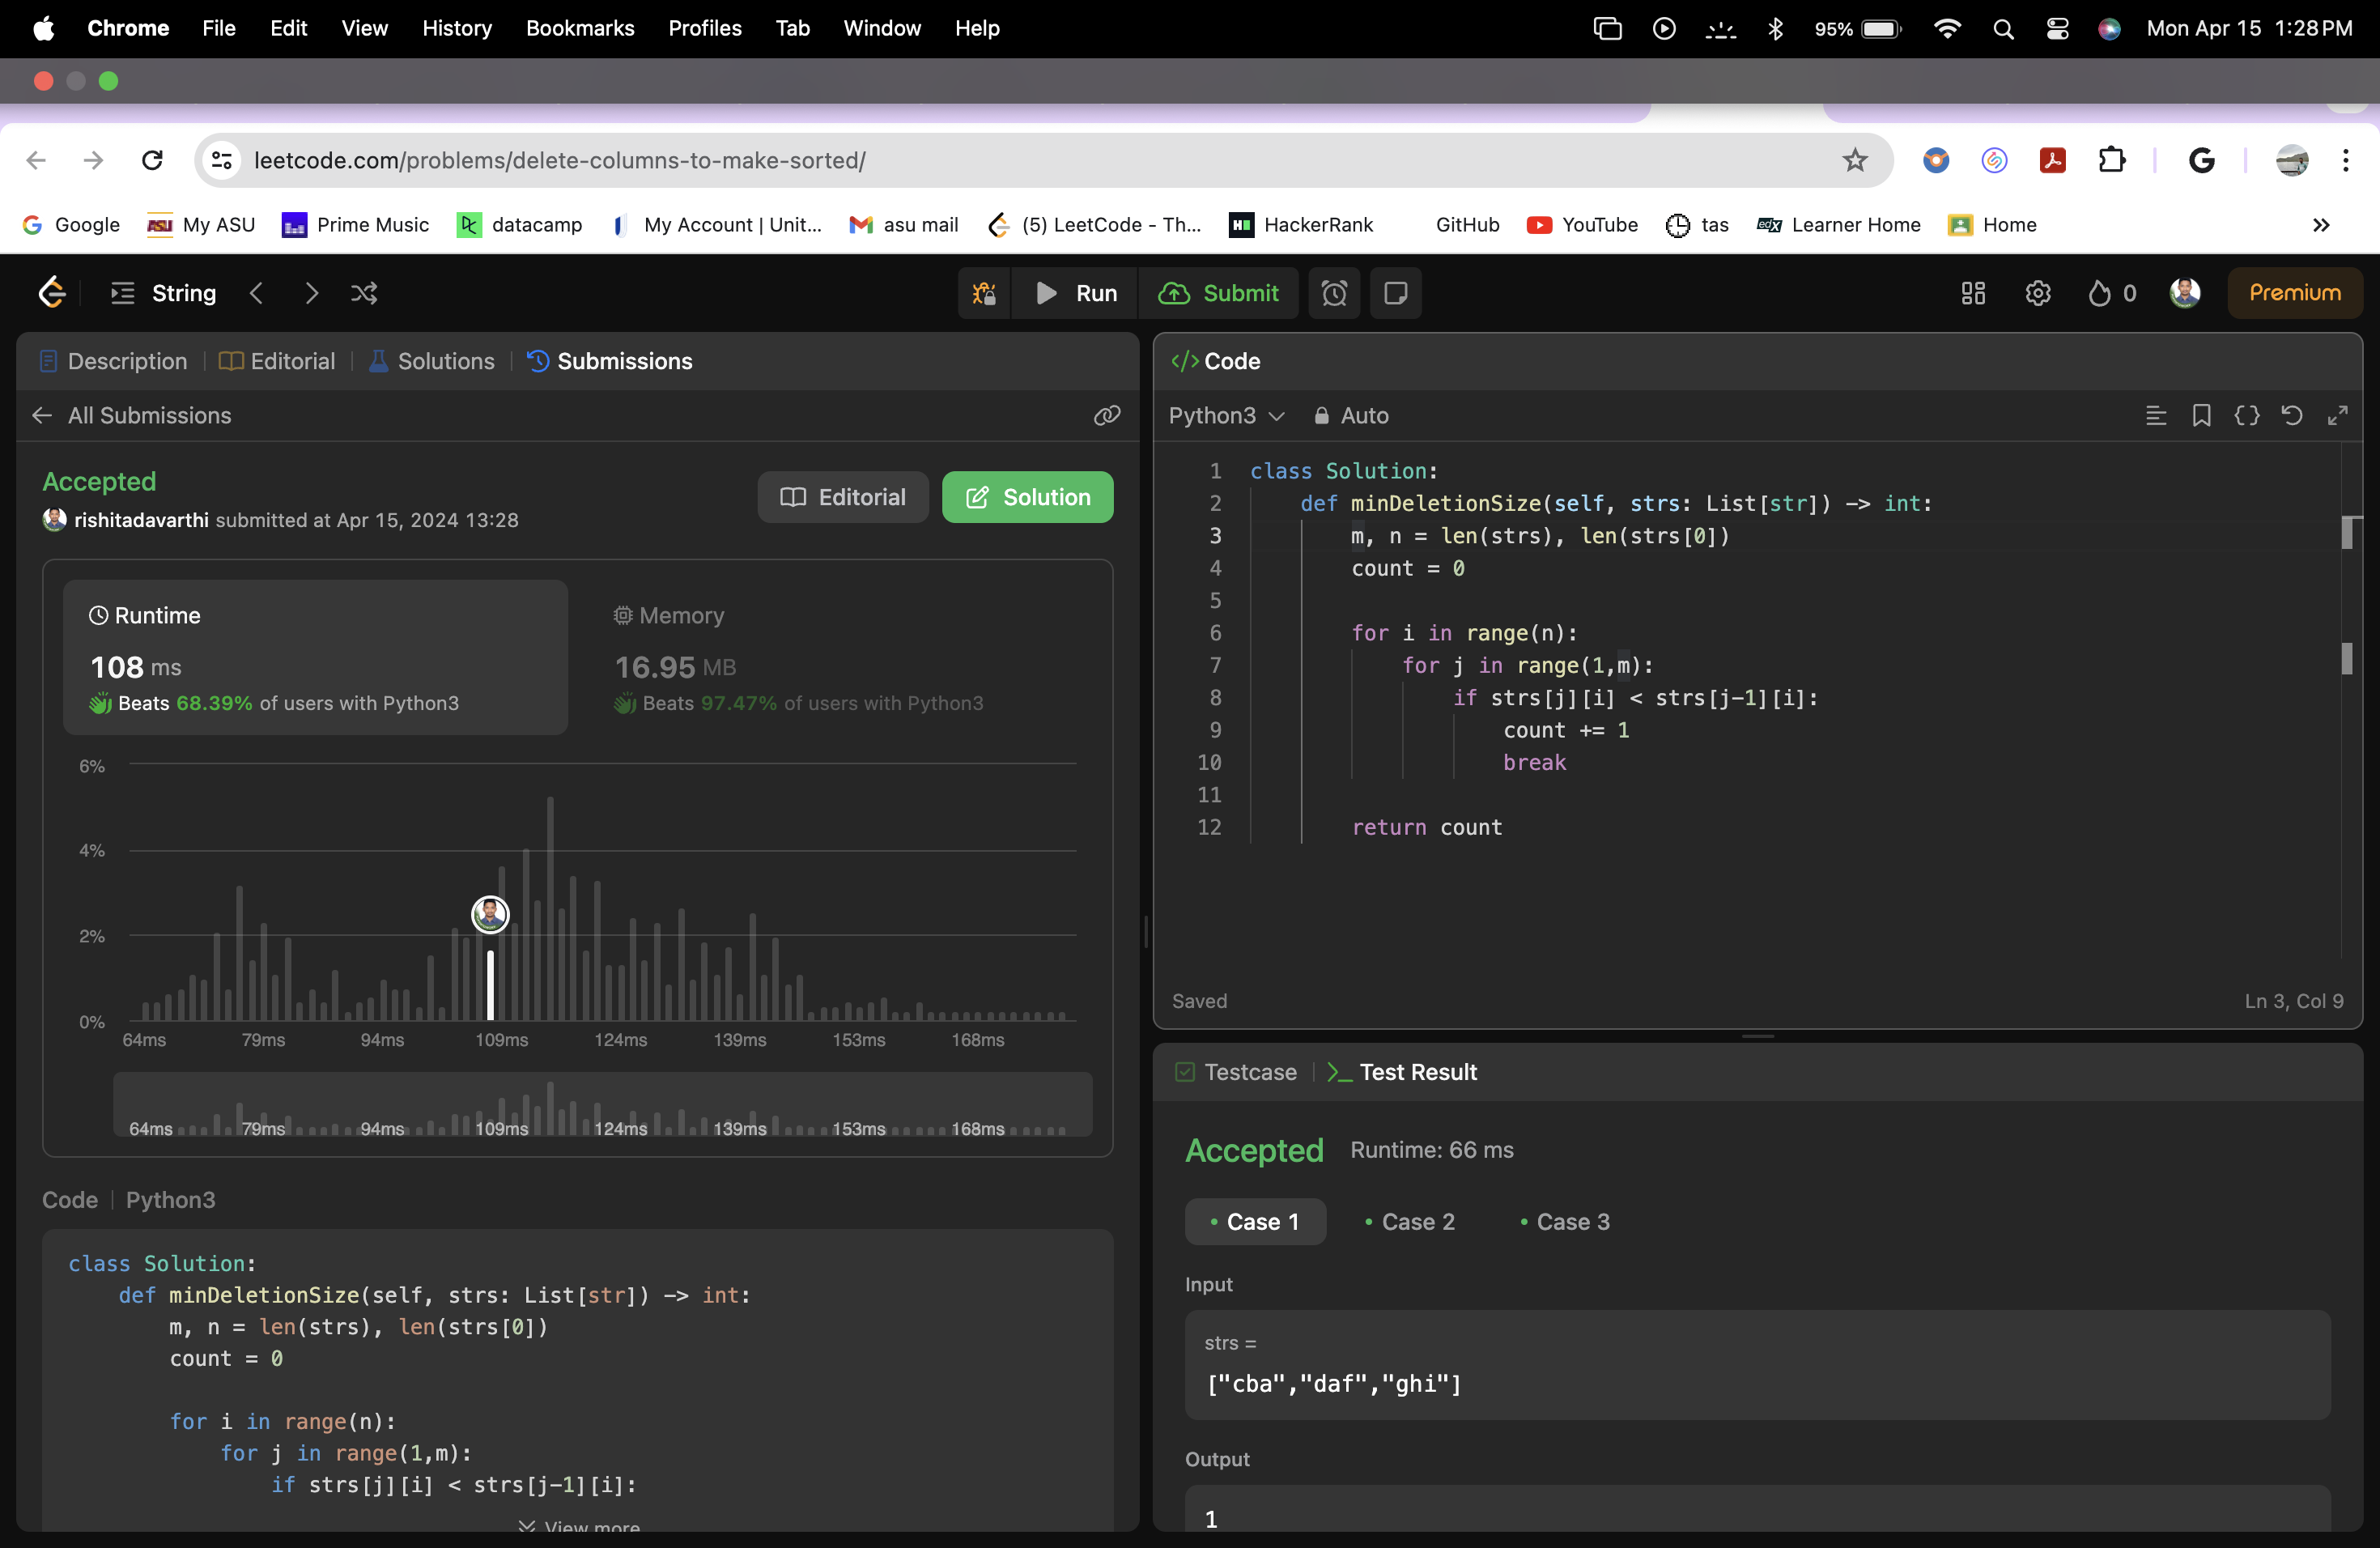 Chrome File Edit View History Bookmarks Profiles Tab Window Help 95% Mon Apr 15 1:28 PM
leetcode.com/problems/delete-columns-to-make-sorted/
Google My ASU Prime Music datacamp My Account | Unit... asu mail (5) LeetCode - Th... HackerRank GitHub YouTube tas Learner Home Home »
String Run Submit 0 Premium
Description | Editorial | Solutions | Submissions
All Submissions
Accepted
rishitadavarthi submitted at Apr 15, 2024 13:28
Editorial
Solution
Runtime
108 ms
Beats 68.39% of users with Python3
Memory
16.95 MB
Beats 97.47% of users with Python3
6%
4%
2%
0%
64ms 79ms 94ms 109ms 124ms 139ms 153ms 168ms
64ms 79ms 94ms 109ms 124ms 139ms 153ms 168ms
Code | Python3
class Solution:
    def minDeletionSize(self, strs: List[str]) -> int:
        m, n = len(strs), len(strs[0])
        count = 0
        for i in range(n):
            for j in range(1,m):
                if strs[j][i] < strs[j-1][i]:
View more
</> Code
Python3 Auto
1 class Solution:
2     def minDeletionSize(self, strs: List[str]) -> int:
3         m, n = len(strs), len(strs[0])
4         count = 0
5
6         for i in range(n):
7             for j in range(1,m):
8                 if strs[j][i] < strs[j-1][i]:
9                     count += 1
10                     break
11
12         return count
Saved Ln 3, Col 9
Testcase | >_ Test Result
Accepted Runtime: 66 ms
• Case 1 • Case 2 • Case 3
Input
strs =
["cba","daf","ghi"]
Output
1